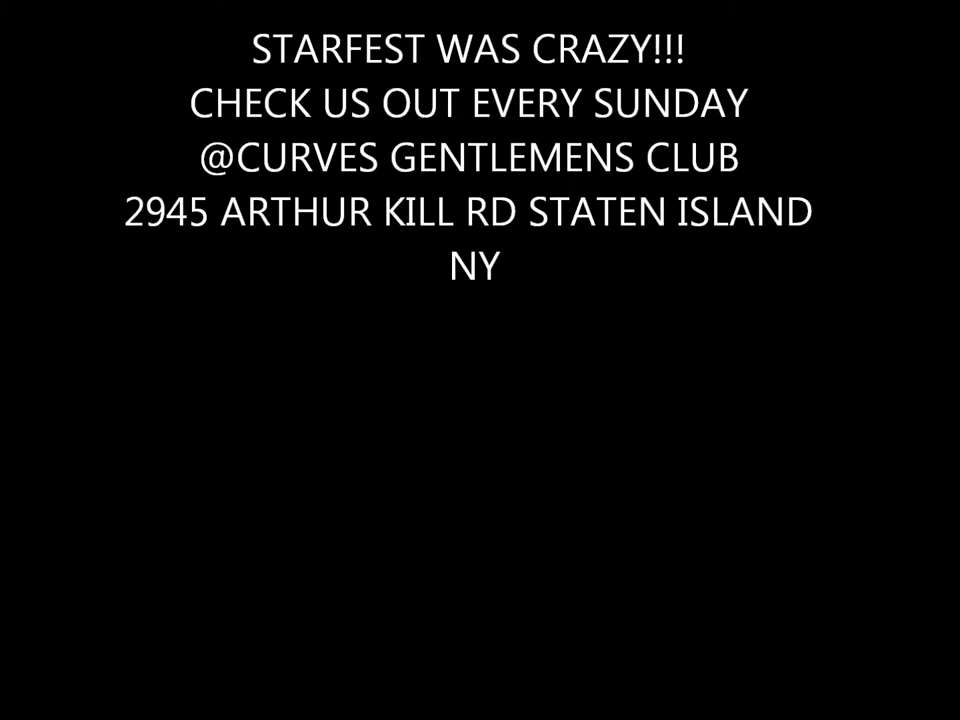 STARFEST WAS CRAZY!!!
CHECK US OUT EVERY SUNDAY
@CURVES GENTLEMENS CLUB
2945 ARTHUR KILL RD STATEN ISLAND
NY